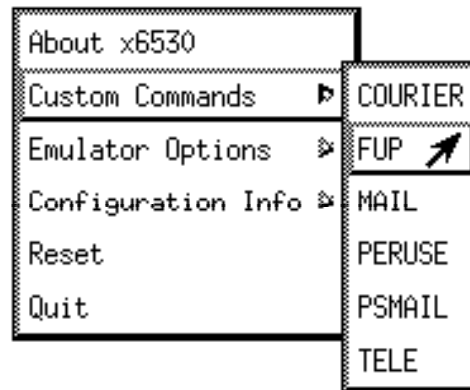 About x6530
Custom Commands
Emulator Options
Configuration Info
Reset
Quit
COURIER
FUP
MAIL
PERUSE
PSMAIL
TELE